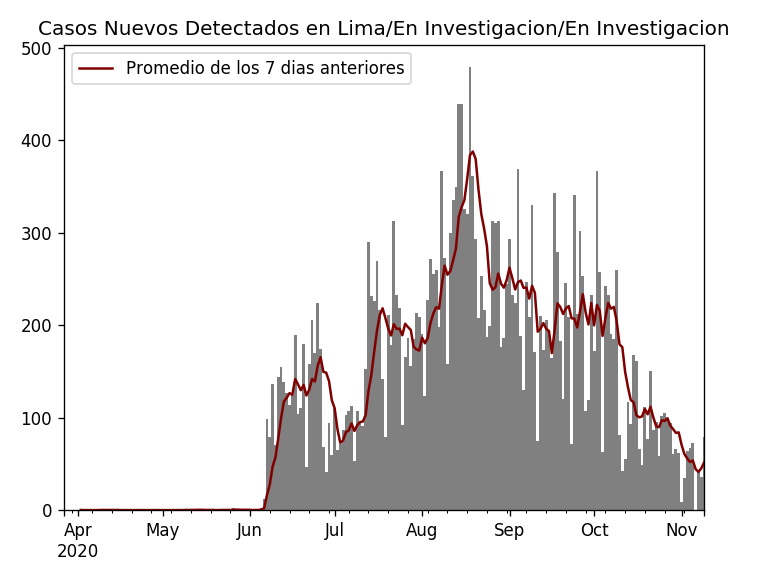 Casos Nuevos Detectados en Lima/En Investigacion/En Investigacion
Promedio de los 7 dias anteriores
500
400
300
200
100
0
Apr May Jun Jul Aug Sep Oct Nov
2020